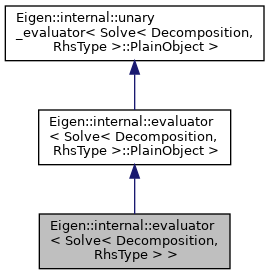 Eigen::internal::unary
_evaluator< Solve< Decomposition,
RhsType >::PlainObject >
Eigen::internal::evaluator
< Solve< Decomposition,
RhsType >::PlainObject >
Eigen::internal::evaluator
< Solve< Decomposition,
RhsType > >